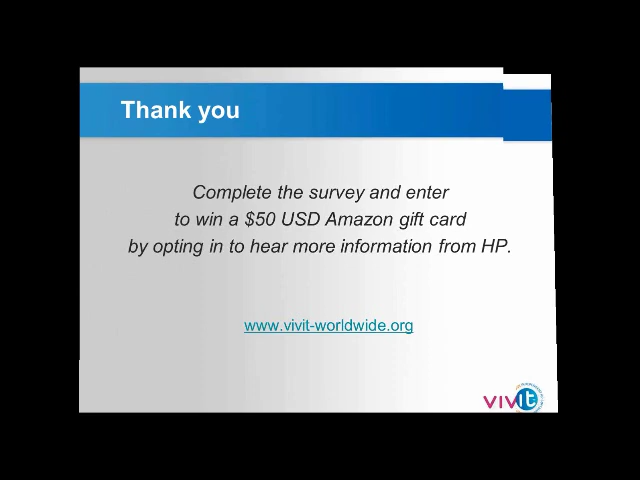 Thank you
Complete the survey and enter
to win a $50 USD Amazon gift card
by opting in to hear more information from HP.
www.vivit-worldwide.org
vivit